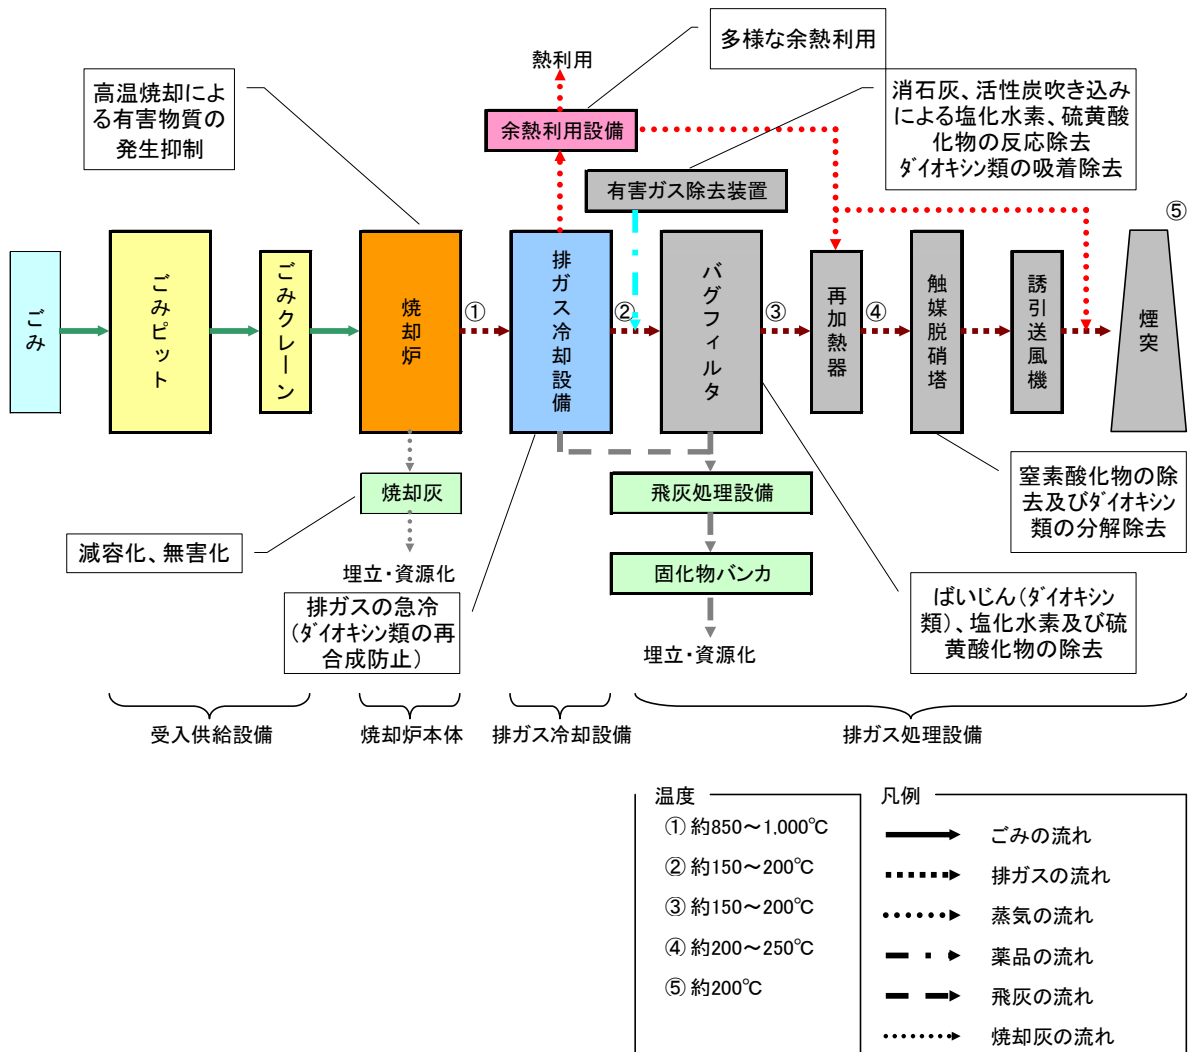 多様な余熱利用
熱利用
高温焼却によ
る有害物質の
発生抑制
余熱利用設備
消石灰、活性炭吹き込み
による塩化水素、硫黄酸
化物の反応除去
ダイオキシン類の吸着除去
有害ガス除去装置
⑤
ごみ
ごみピット
ごみクレーン
焼却炉
①
排ガス冷却設備
②
バグフィルタ
③
再加熱器
④
触媒脱硝塔
誘引送風機
煙突
焼却灰
飛灰処理設備
窒素酸化物の除
去及びダイオキシン
類の分解除去
減容化、無害化
埋立・資源化
固化物バンカ
排ガスの急冷
(ダイオキシン類の再
合成防止)
ばいじん(ダイオキシン
類)、塩化水素及び硫
黄酸化物の除去
埋立・資源化
受入供給設備
焼却炉本体
排ガス冷却設備
排ガス処理設備
温度
① 約850～1,000℃
② 約150～200℃
③ 約150～200℃
④ 約200～250℃
⑤ 約200℃
凡例
ごみの流れ
排ガスの流れ
蒸気の流れ
薬品の流れ
飛灰の流れ
焼却灰の流れ